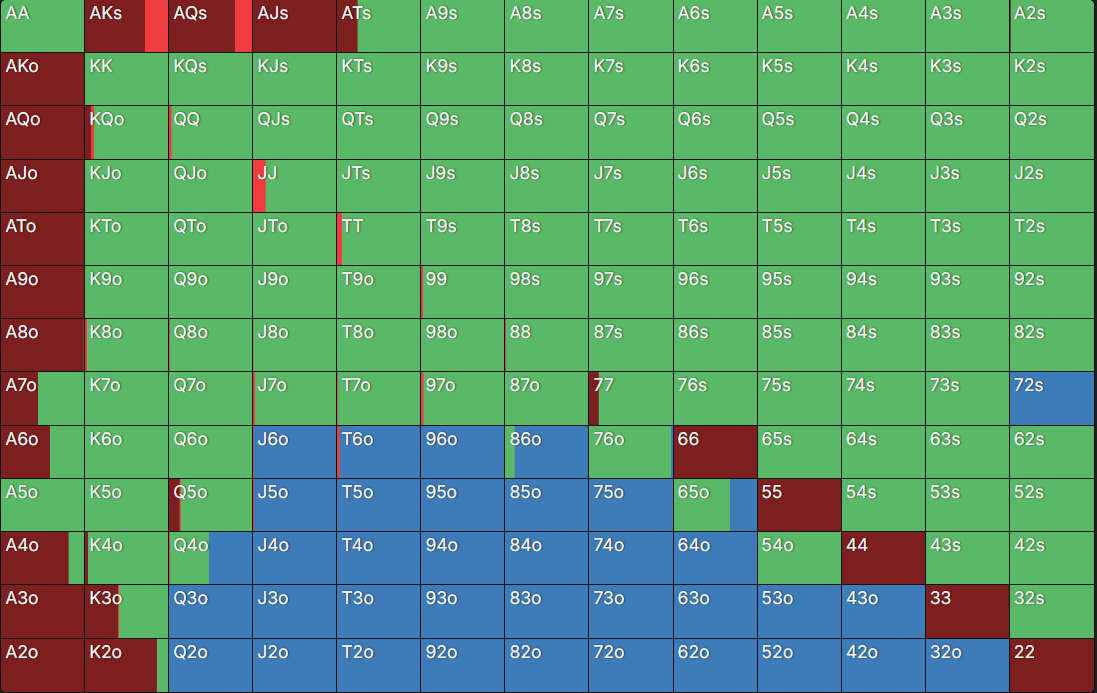 AA AKs AQs AJs ATs A9s A8s A7s A6s A5s A4s A3s A2s
AKo KK KQs KJs KTs K9s K8s K7s K6s K5s K4s K3s K2s
AQo KQo QQ QJs QTs Q9s Q8s Q7s Q6s Q5s Q4s Q3s Q2s
AJo KJo QJo JJ JTs J9s J8s J7s J6s J5s J4s J3s J2s
ATo KTo QTo JTo TT T9s T8s T7s T6s T5s T4s T3s T2s
A9o K9o Q9o J9o T9o 99 98s 97s 96s 95s 94s 93s 92s
A8o K8o Q8o J8o T8o 98o 88 87s 86s 85s 84s 83s 82s
A7o K7o Q7o J7o T7o 97o 87o 77 76s 75s 74s 73s 72s
A6o K6o Q6o J6o T6o 96o 86o 76o 66 65s 64s 63s 62s
A5o K5o Q5o J5o T5o 95o 85o 75o 65o 55 54s 53s 52s
A4o K4o Q4o J4o T4o 94o 84o 74o 64o 54o 44 43s 42s
A3o K3o Q3o J3o T3o 93o 83o 73o 63o 53o 43o 33 32s
A2o K2o Q2o J2o T2o 92o 82o 72o 62o 52o 42o 32o 22